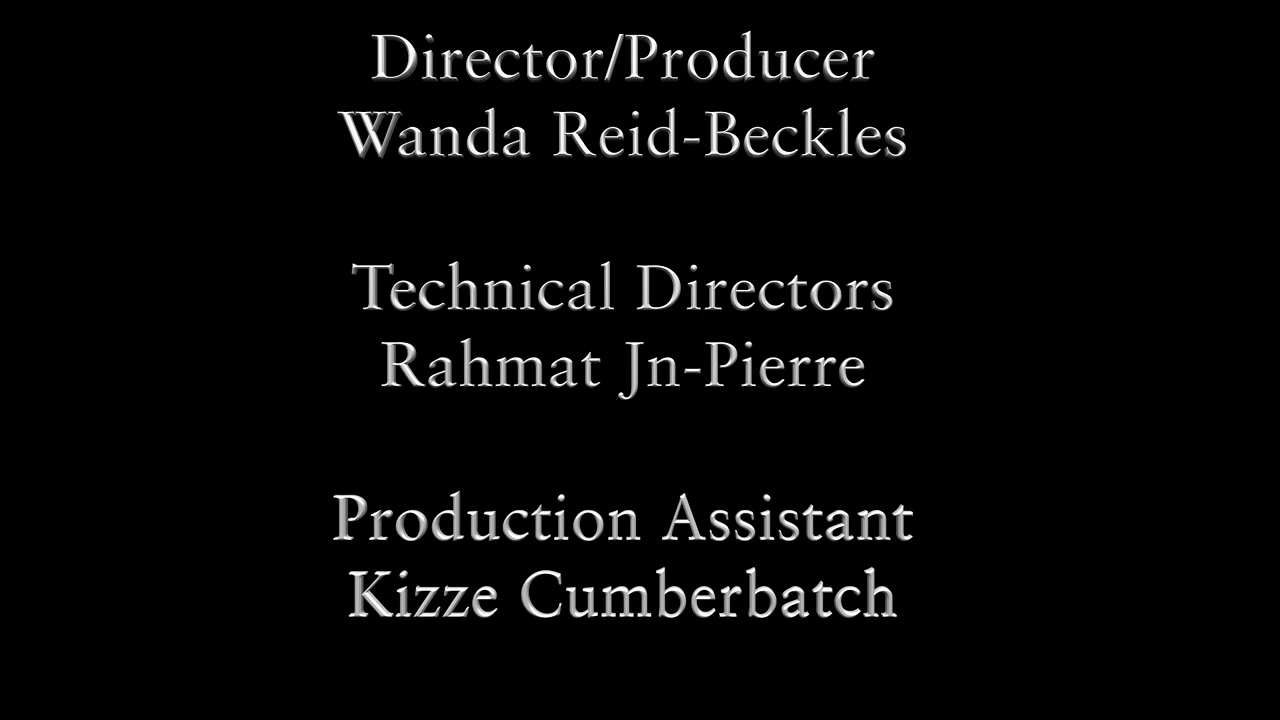 Director/Producer
Wanda Reid-Beckles
Technical Directors
Rahmat Jn-Pierre
Production Assistant
Kizze Cumberbatch